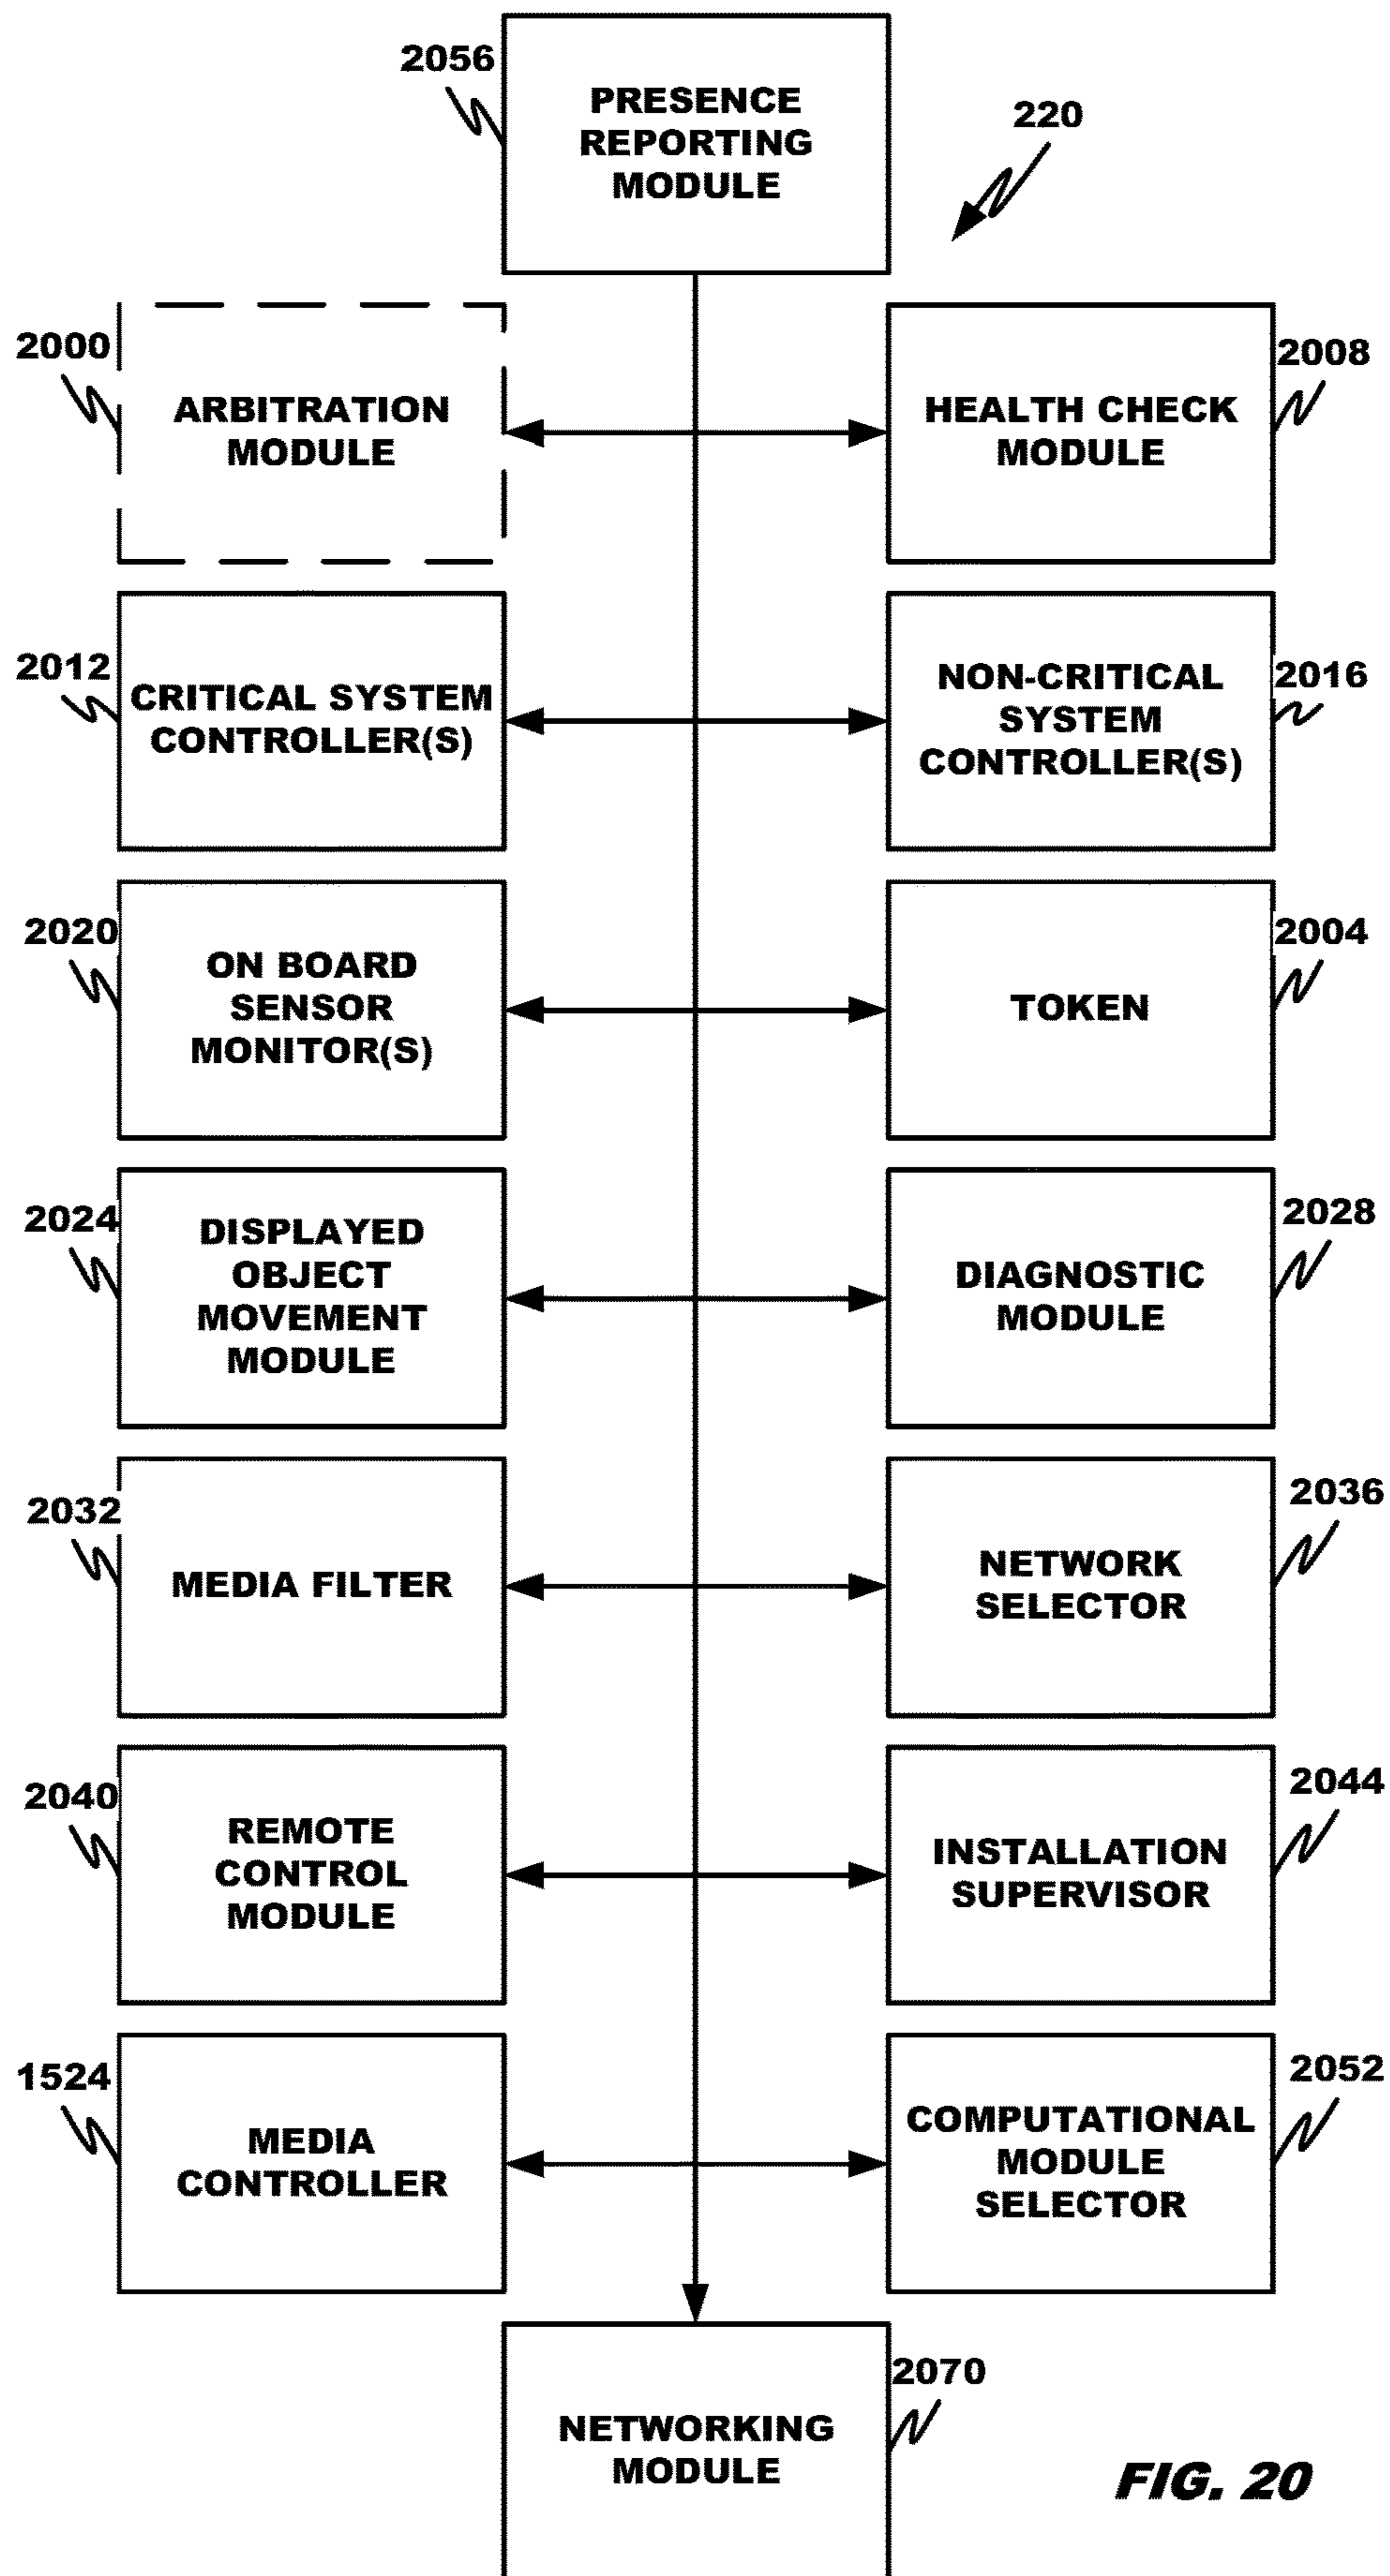 2056
PRESENCE
REPORTING
MODULE
220
2000
ARBITRATION
MODULE
HEALTH CHECK
MODULE
2008
2012
CRITICAL SYSTEM
CONTROLLER(S)
NON-CRITICAL
SYSTEM
CONTROLLER(S)
2016
2020
ON BOARD
SENSOR
MONITOR(S)
TOKEN
2004
2024
DISPLAYED
OBJECT
MOVEMENT
MODULE
DIAGNOSTIC
MODULE
2028
2032
MEDIA FILTER
NETWORK
SELECTOR
2036
2040
REMOTE
CONTROL
MODULE
INSTALLATION
SUPERVISOR
2044
1524
MEDIA
CONTROLLER
COMPUTATIONAL
MODULE
SELECTOR
2052
NETWORKING
MODULE
2070
FIG. 20